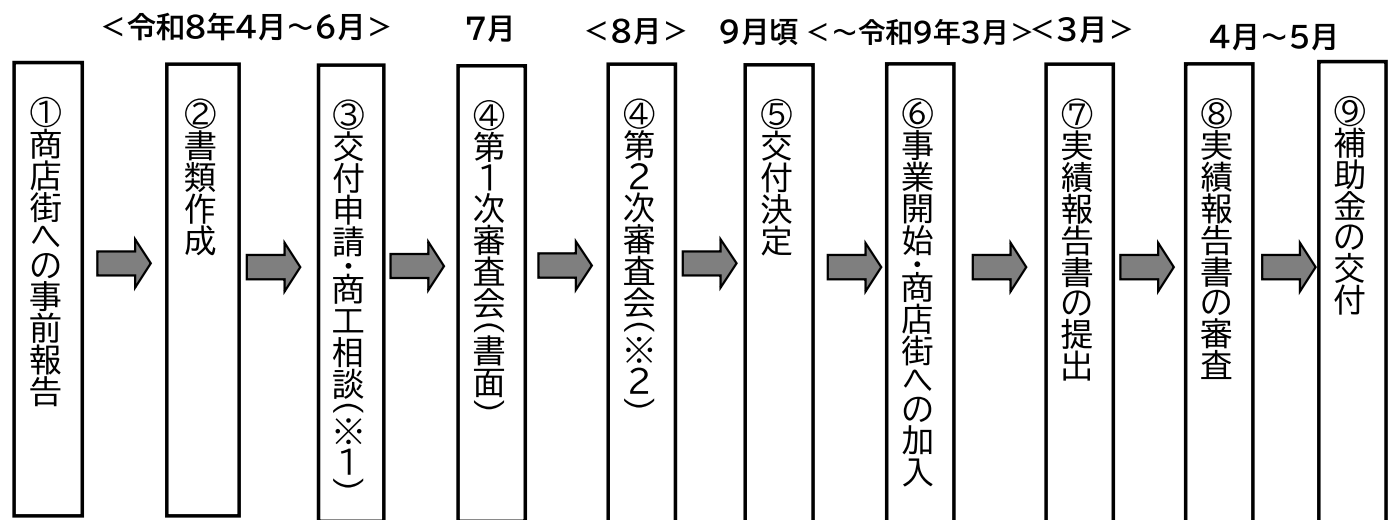 ＜令和8年4月～6月＞
7月
＜8月＞
9月頃
＜～令和9年3月＞
＜3月＞
4月～5月
①商店街への事前報告
②書類作成
③交付申請・商工相談(※1)
④第1次審査会(書面)
④第2次審査会(※2)
⑤交付決定
⑥事業開始・商店街への加入
⑦実績報告書の提出
⑧実績報告書の審査
⑨補助金の交付